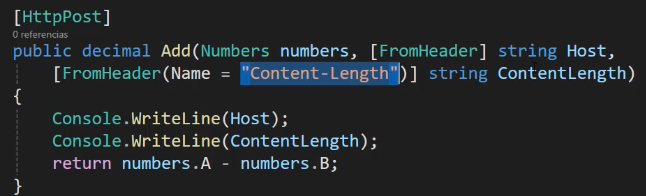 [HttpPost]
0 referencias
public decimal Add(Numbers numbers, [FromHeader] string Host,
[FromHeader(Name = "Content-Length")] string ContentLength)
{
Console.WriteLine(Host);
Console.WriteLine(ContentLength);
return numbers.A - numbers.B;
}